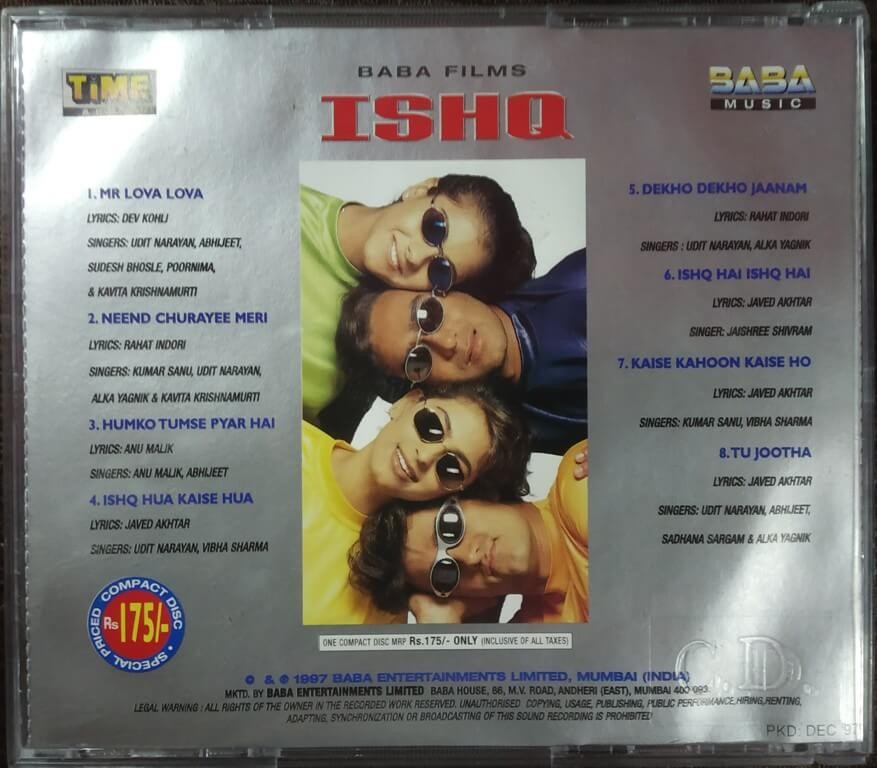 TiME
BABA FILMS
ISHQ
BABA
MUSIC
1. MR LOVA LOVA
LYRICS: DEV KOHLI
SINGERS: UDIT NARAYAN, ABHIJEET,
SUDESH BHOSLE, POORNIMA,
& KAVITA KRISHNAMURTI
2. NEEND CHURAYEE MERI
LYRICS: RAHAT INDORI
SINGERS: KUMAR SANU, UDIT NARAYAN,
ALKA YAGNIK & KAVITA KRISHNAMURTI
3. HUMKO TUMSE PYAR HAI
LYRICS: ANU MALIK
SINGERS: ANU MALIK, ABHIJEET
4. ISHQ HUA KAISE HUA
LYRICS: JAVED AKHTAR
SINGERS: UDIT NARAYAN, VIBHA SHARMA
5. DEKHO DEKHO JAANAM
LYRICS: RAHAT INDORI
SINGERS : UDIT NARAYAN, ALKA YAGNIK
6. ISHQ HAI ISHQ HAI
LYRICS: JAVED AKHTAR
SINGER: JAISHREE SHIVRAM
7. KAISE KAHOON KAISE HO
LYRICS: JAVED AKHTAR
SINGERS: KUMAR SANU, VIBHA SHARMA
8. TU JOOTHA
LYRICS: JAVED AKHTAR
SINGERS: UDIT NARAYAN, ABHIJEET,
SADHANA SARGAM & ALKA YAGNIK
SPECIAL PRICED COMPACT DISC
Rs 175/-
ONE COMPACT DISC MRP Rs.175/- ONLY (INCLUSIVE OF ALL TAXES)
© & ℗ 1997 BABA ENTERTAINMENTS LIMITED, MUMBAI (INDIA)
MKTD. BY BABA ENTERTAINMENTS LIMITED BABA HOUSE, 86, M.V. ROAD, ANDHERI (EAST), MUMBAI 400 093.
LEGAL WARNING : ALL RIGHTS OF THE OWNER IN THE RECORDED WORK RESERVED. UNAUTHORISED COPYING, USAGE, PUBLISHING, PUBLIC PERFORMANCE, HIRING, RENTING,
ADAPTING, SYNCHRONIZATION OR BROADCASTING OF THIS SOUND RECORDING IS PROHIBITED
PKD: DEC '97